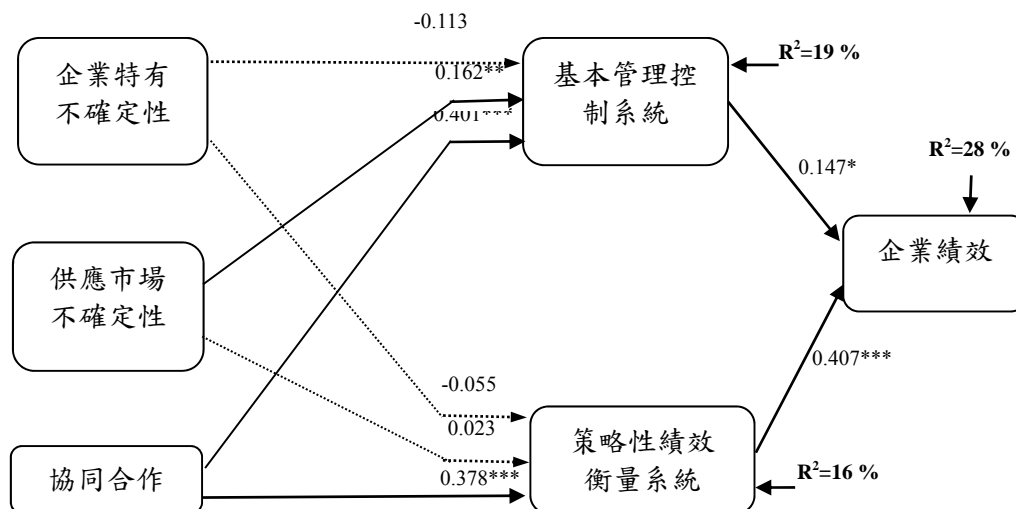 -0.113
企業特有
不確定性
0.162**
0.401***
基本管理控
制系統
R²=19 %
0.147*
R²=28 %
企業績效
供應市場
不確定性
0.407***
-0.055
0.023
協同合作
0.378***
策略性績效
衡量系統
R²=16 %